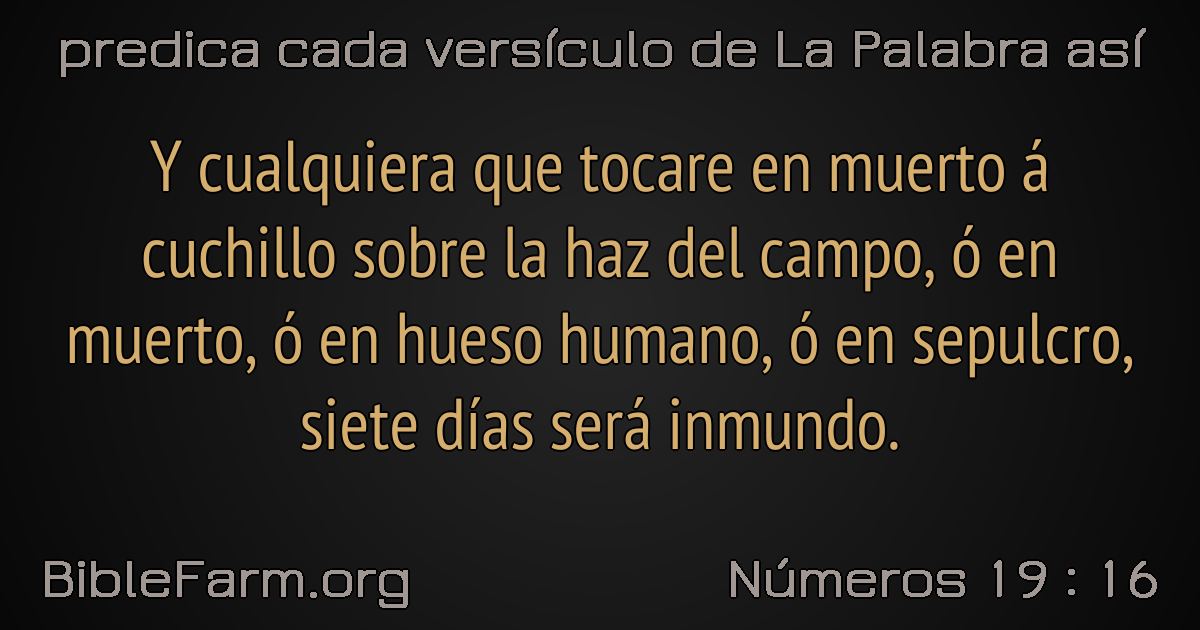 predica cada versículo de La Palabra así
Y cualquiera que tocare en muerto á
cuchillo sobre la haz del campo, ó en
muerto, ó en hueso humano, ó en sepulcro,
siete días será inmundo.
BibleFarm.org
Números 19 : 16